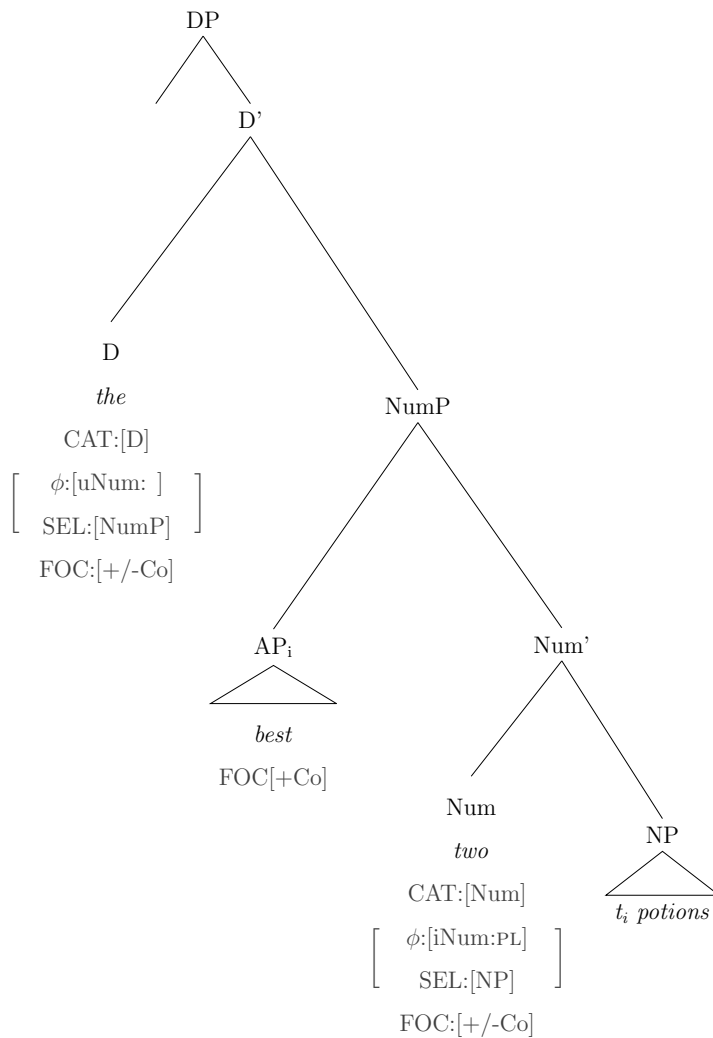 DP
D’
D
the
CAT:[D]
ϕ:[uNum: ]
SEL:[NumP]
FOC:[+/-Co]
NumP
APi
best
FOC[+Co]
Num’
Num
two
CAT:[Num]
ϕ:[iNum:PL]
SEL:[NP]
FOC:[+/-Co]
NP
ti potions